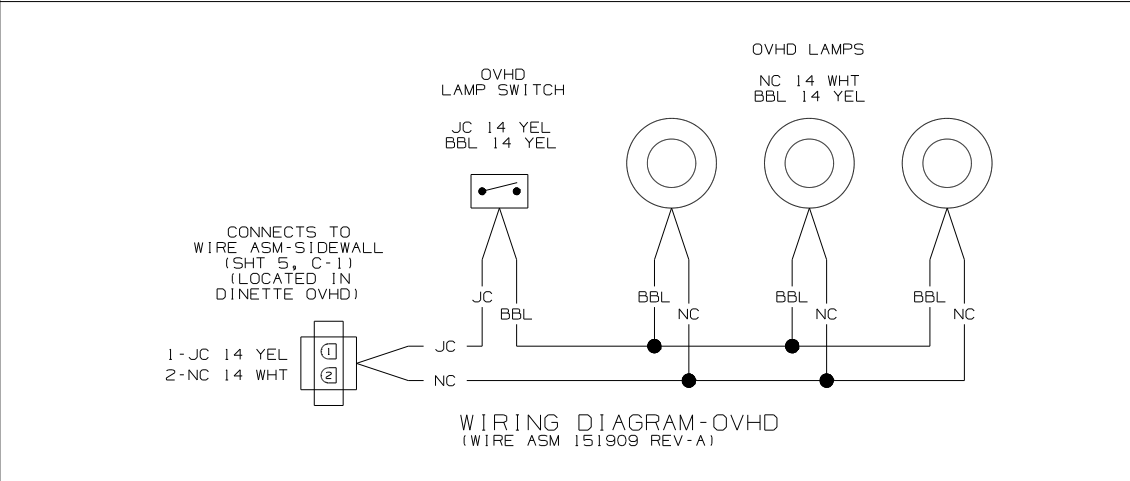 OVHD LAMPS
NC 14 WHT
BBL 14 YEL
OVHD
LAMP SWITCH
JC 14 YEL
BBL 14 YEL
CONNECTS TO
WIRE ASM-SIDEWALL
(SHT 5, C-1)
(LOCATED IN
DINETTE OVHD)
JC
BBL
BBL
NC
BBL
NC
BBL
NC
1-JC 14 YEL
1
JC
2-NC 14 WHT
2
NC
WIRING DIAGRAM-OVHD
(WIRE ASM 151909 REV-A)